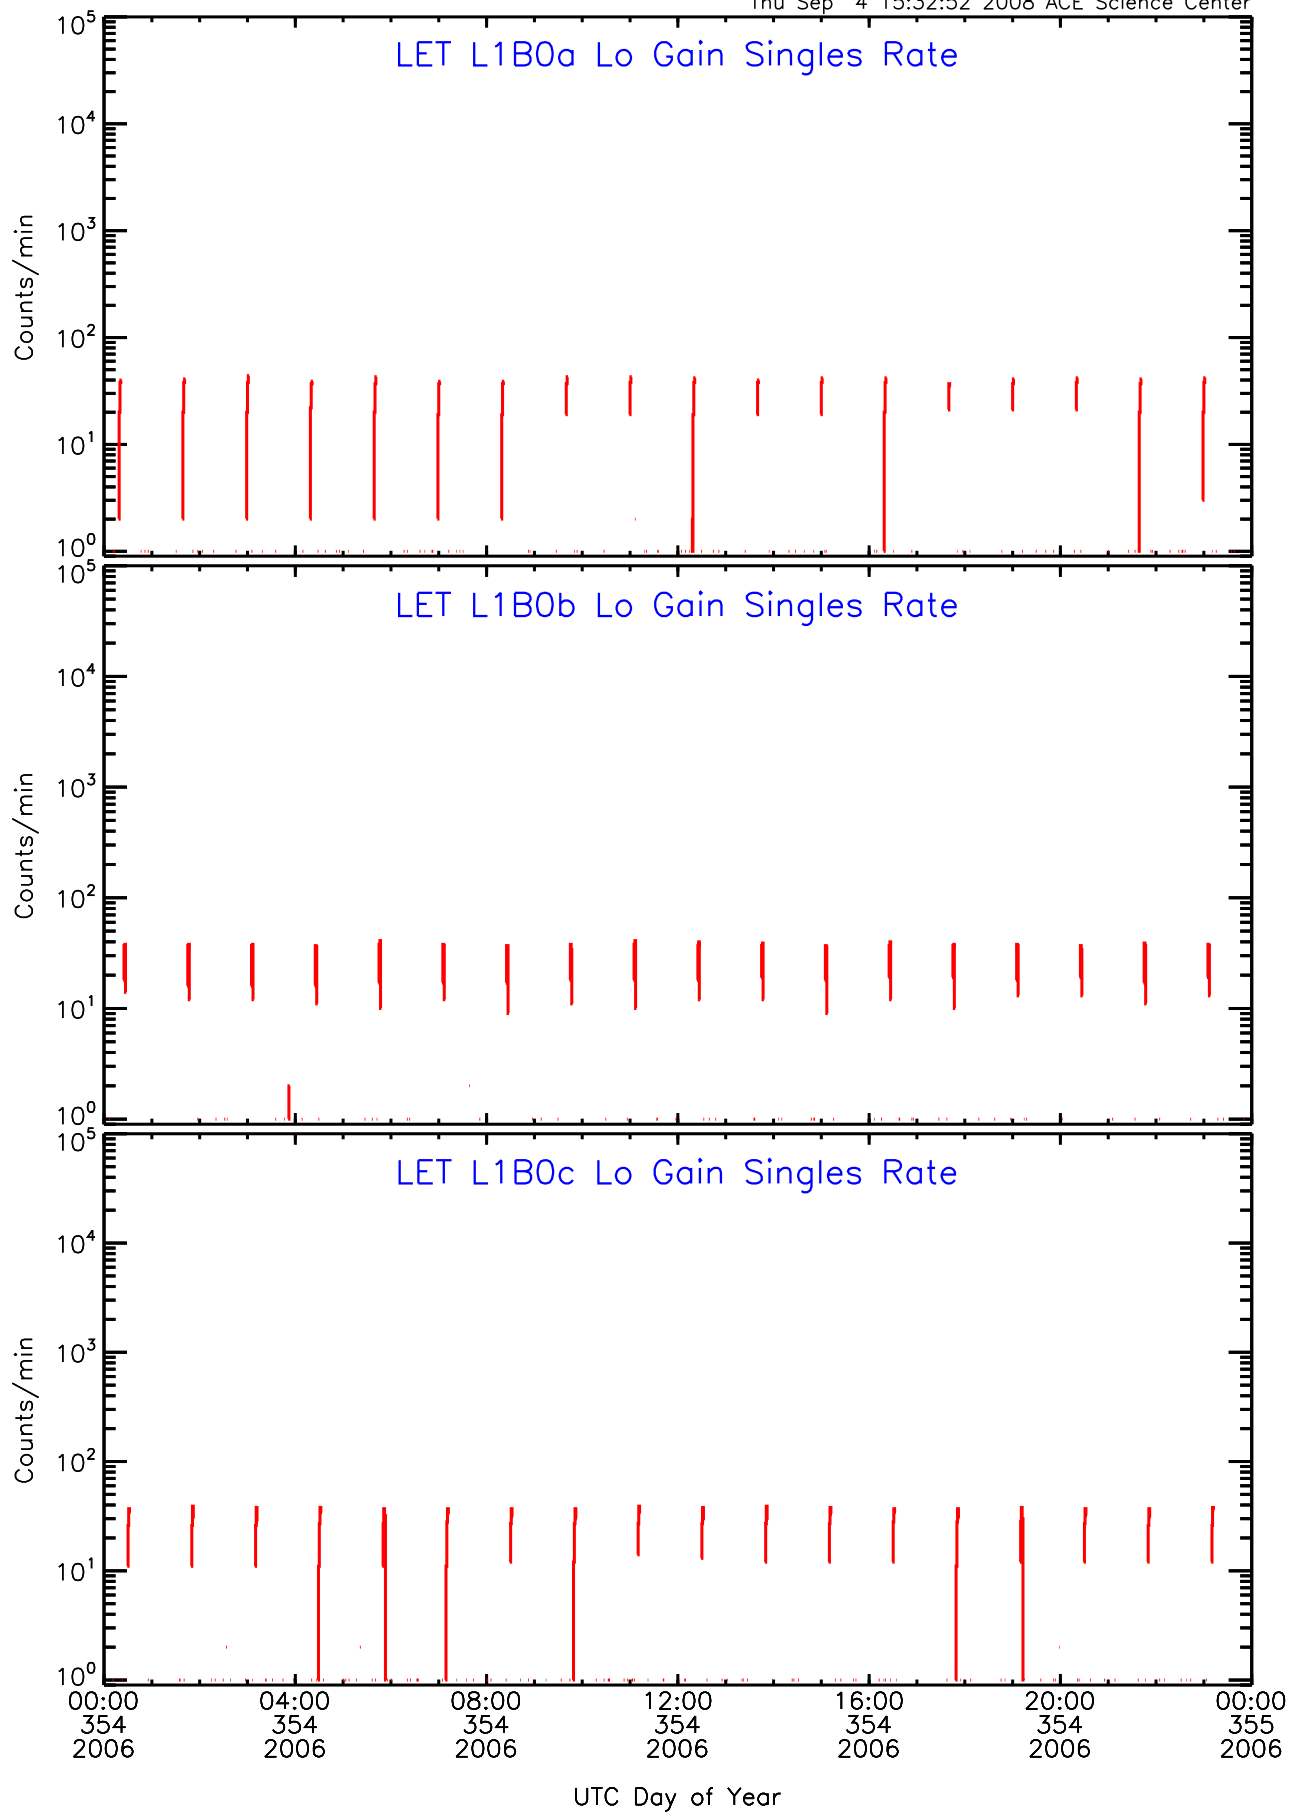 Thu Sep 4 15:32:52 2008 ACE Science Center
LET L1B0a Lo Gain Singles Rate
10^5
10^4
10^3
10^2
10^1
10^0
Counts/min
LET L1B0b Lo Gain Singles Rate
10^5
10^4
10^3
10^2
10^1
10^0
Counts/min
LET L1B0c Lo Gain Singles Rate
10^5
10^4
10^3
10^2
10^1
10^0
Counts/min
00:00 04:00 08:00 12:00 16:00 20:00 00:00
354 354 354 354 354 354 355
2006 2006 2006 2006 2006 2006 2006
UTC Day of Year